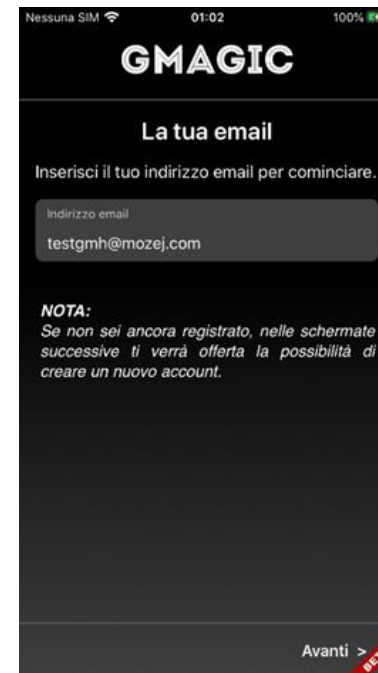 Nessuna SIM 01:02 100%
GMAGIC
La tua email
Inserisci il tuo indirizzo email per cominciare.
Indirizzo email
testgmh@mozej.com
NOTA:
Se non sei ancora registrato, nelle schermate
successive ti verrà offerta la possibilità di
creare un nuovo account.
Avanti >